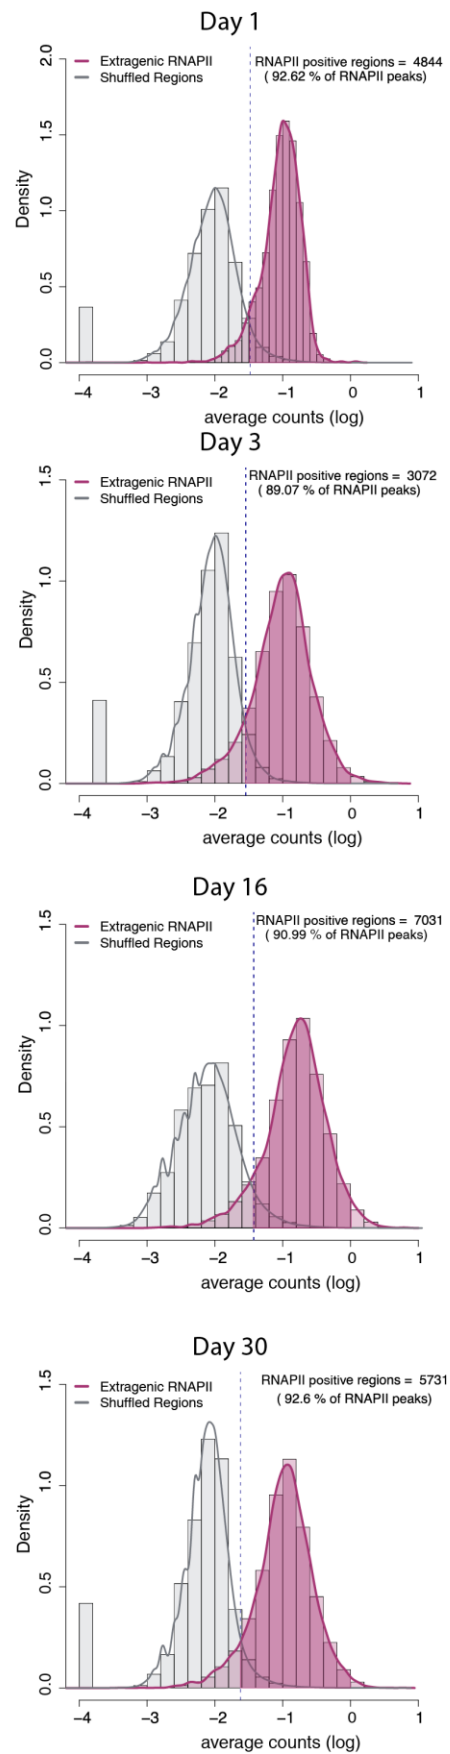 Day 1
Extragenic RNAPII
Shuffled Regions
RNAPII positive regions = 4844
( 92.62 % of RNAPII peaks)
Density
2.0
1.5
1.0
0.5
0.0
−4 −3 −2 −1 0 1
average counts (log)
Day 3
Extragenic RNAPII
Shuffled Regions
RNAPII positive regions = 3072
( 89.07 % of RNAPII peaks)
Density
1.5
1.0
0.5
0.0
−4 −3 −2 −1 0 1
average counts (log)
Day 16
Extragenic RNAPII
Shuffled Regions
RNAPII positive regions = 7031
( 90.99 % of RNAPII peaks)
Density
1.5
1.0
0.5
0.0
−4 −3 −2 −1 0 1
average counts (log)
Day 30
Extragenic RNAPII
Shuffled Regions
RNAPII positive regions = 5731
( 92.6 % of RNAPII peaks)
Density
1.5
1.0
0.5
0.0
−4 −3 −2 −1 0 1
average counts (log)